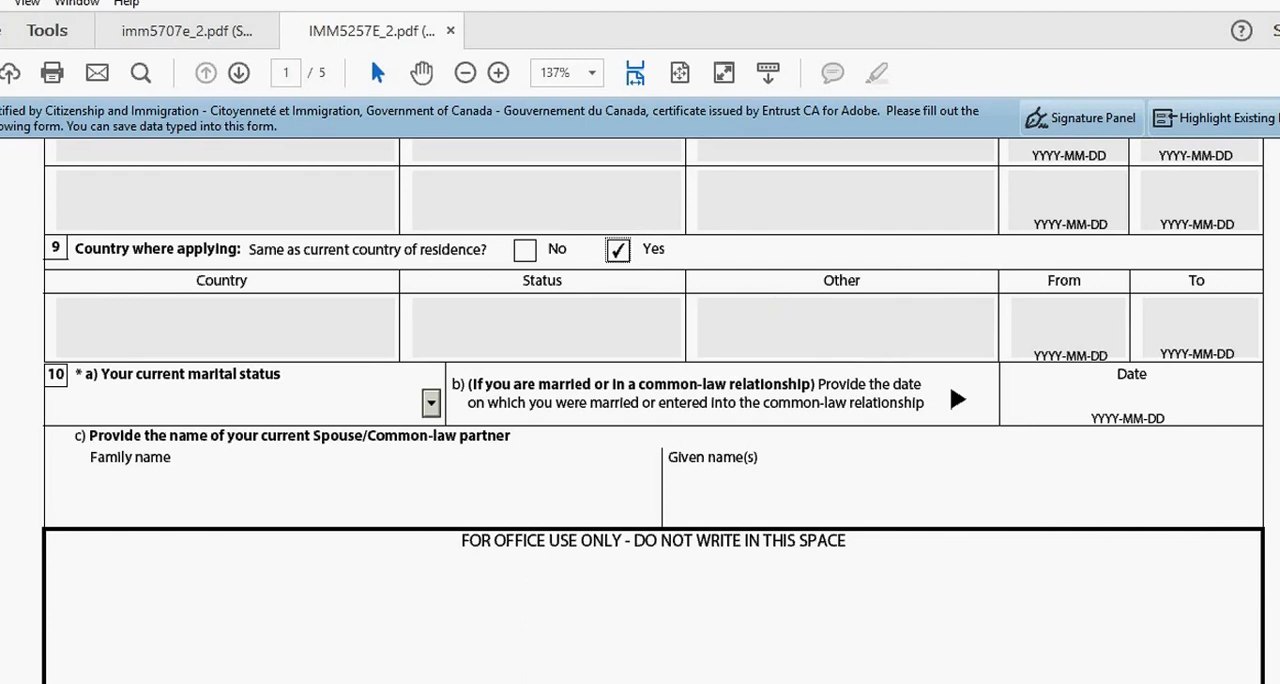 View Window Help
Tools
imm5707e_2.pdf (S...
IMM5257E_2.pdf (... ×
1 / 5
137%
tified by Citizenship and Immigration - Citoyenneté et Immigration, Government of Canada - Gouvernement du Canada, certificate issued by Entrust CA for Adobe. Please fill out the
owing form. You can save data typed into this form.
Signature Panel
Highlight Existing
YYYY-MM-DD YYYY-MM-DD
YYYY-MM-DD YYYY-MM-DD
9 Country where applying: Same as current country of residence? No ✓ Yes
Country Status Other From To
YYYY-MM-DD YYYY-MM-DD
10 * a) Your current marital status
b) (If you are married or in a common-law relationship) Provide the date
on which you were married or entered into the common-law relationship
Date
YYYY-MM-DD
c) Provide the name of your current Spouse/Common-law partner
Family name
Given name(s)
FOR OFFICE USE ONLY - DO NOT WRITE IN THIS SPACE